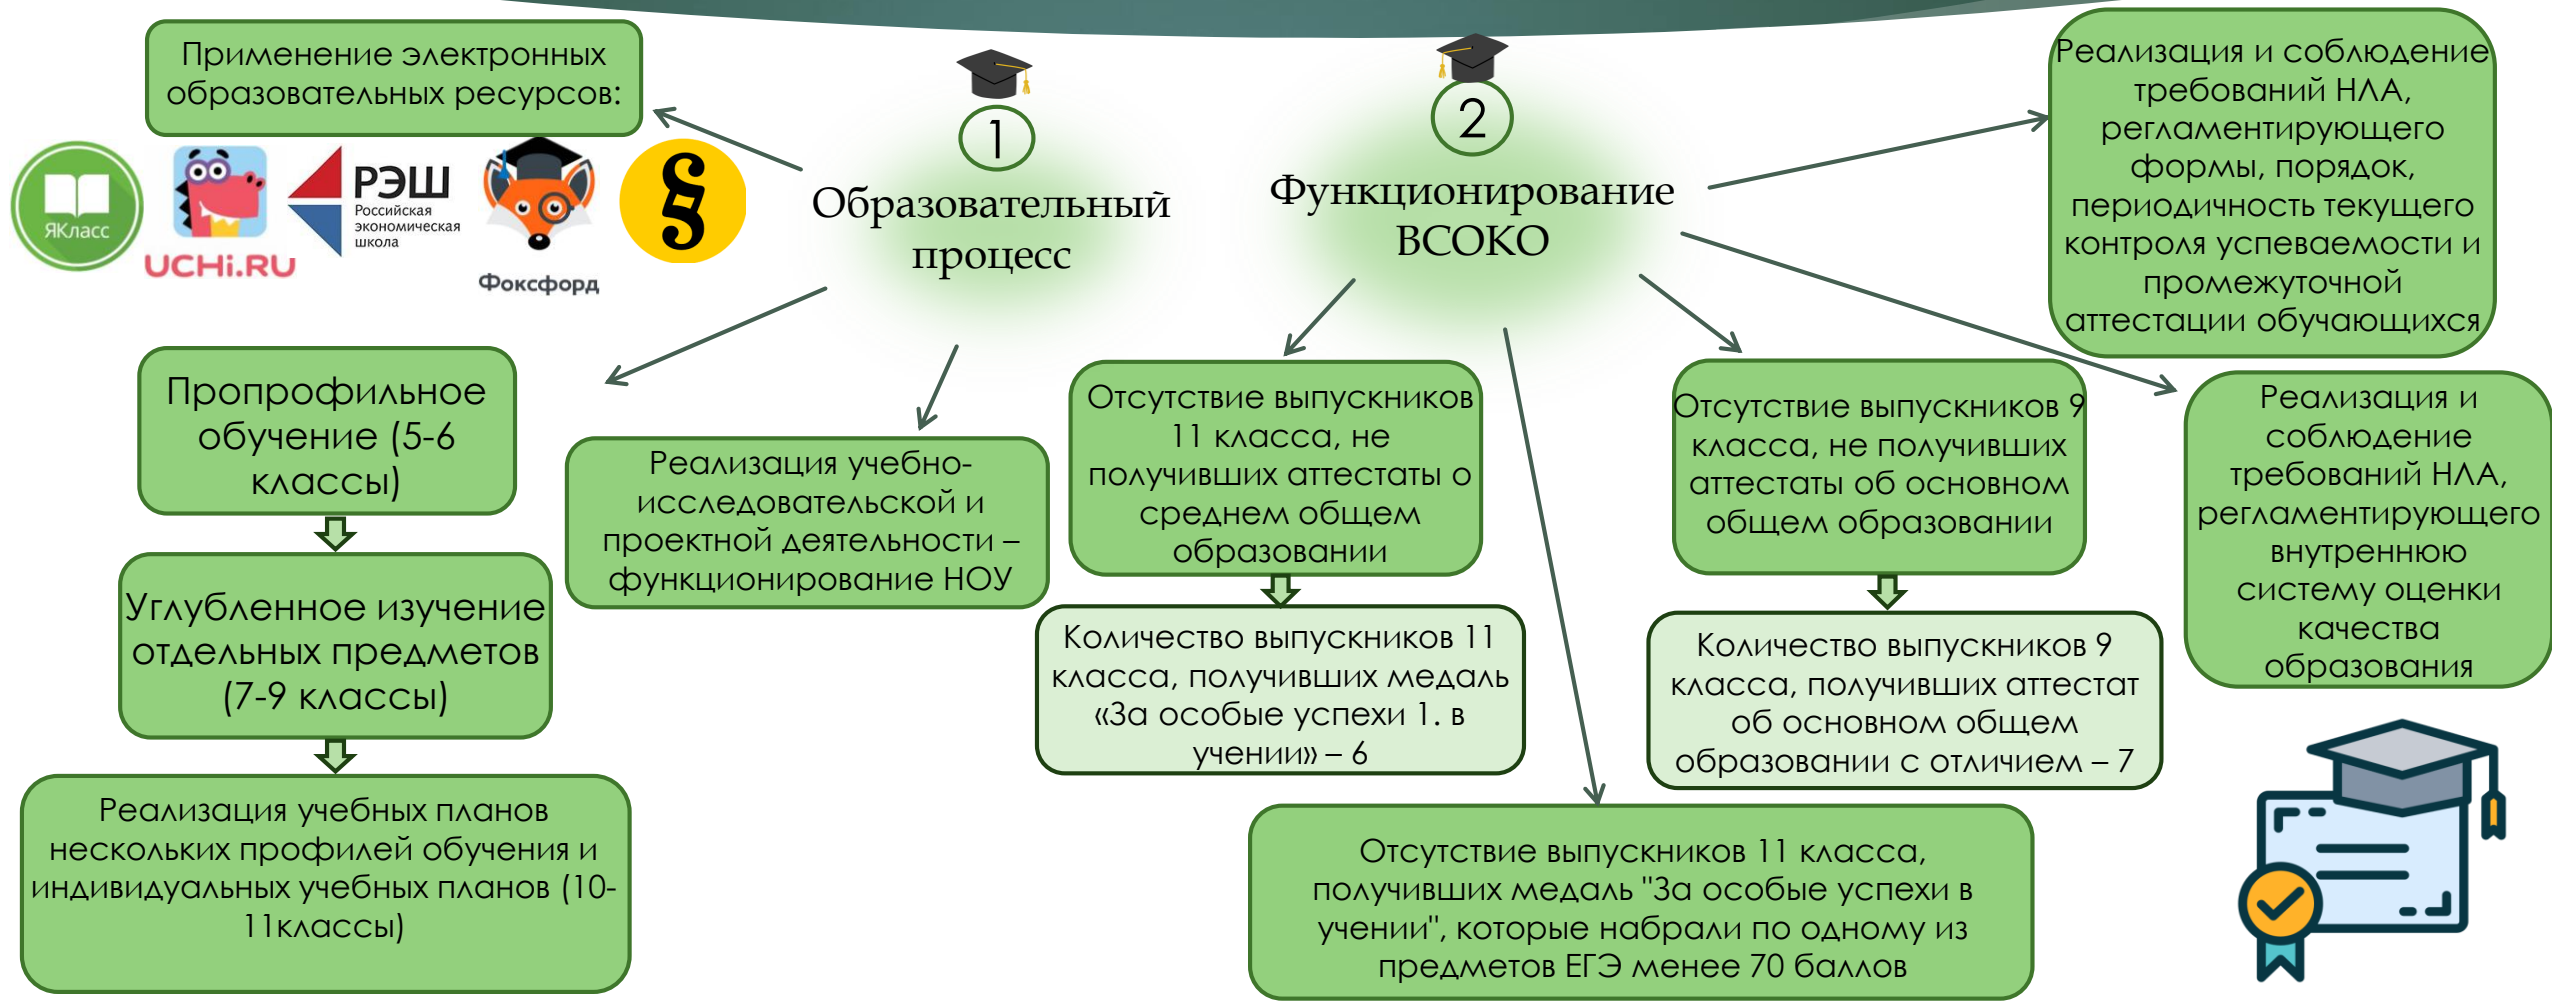 Применение электронных
образовательных ресурсов:
ЯКласс
UCHi.RU
РЭШ
Российская
экономическая
школа
Фоксфорд
§
1
Образовательный
процесс
Пропрофильное
обучение (5-6
классы)
Углубленное изучение
отдельных предметов
(7-9 классы)
Реализация учебных планов
нескольких профилей обучения и
индивидуальных учебных планов (10-
11классы)
Реализация учебно-
исследовательской и
проектной деятельности –
функционирование НОУ
2
Функционирование
ВСОКО
Отсутствие выпускников
11 класса, не
получивших аттестаты о
среднем общем
образовании
Количество выпускников 11
класса, получивших медаль
«За особые успехи 1. в
учении» – 6
Отсутствие выпускников 9
класса, не получивших
аттестаты об основном
общем образовании
Количество выпускников 9
класса, получивших аттестат
об основном общем
образовании с отличием – 7
Отсутствие выпускников 11 класса,
получивших медаль "За особые успехи в
учении", которые набрали по одному из
предметов ЕГЭ менее 70 баллов
Реализация и соблюдение
требований НЛА,
регламентирующего
формы, порядок,
периодичность текущего
контроля успеваемости и
промежуточной
аттестации обучающихся
Реализация и
соблюдение
требований НЛА,
регламентирующего
внутреннюю
систему оценки
качества
образования